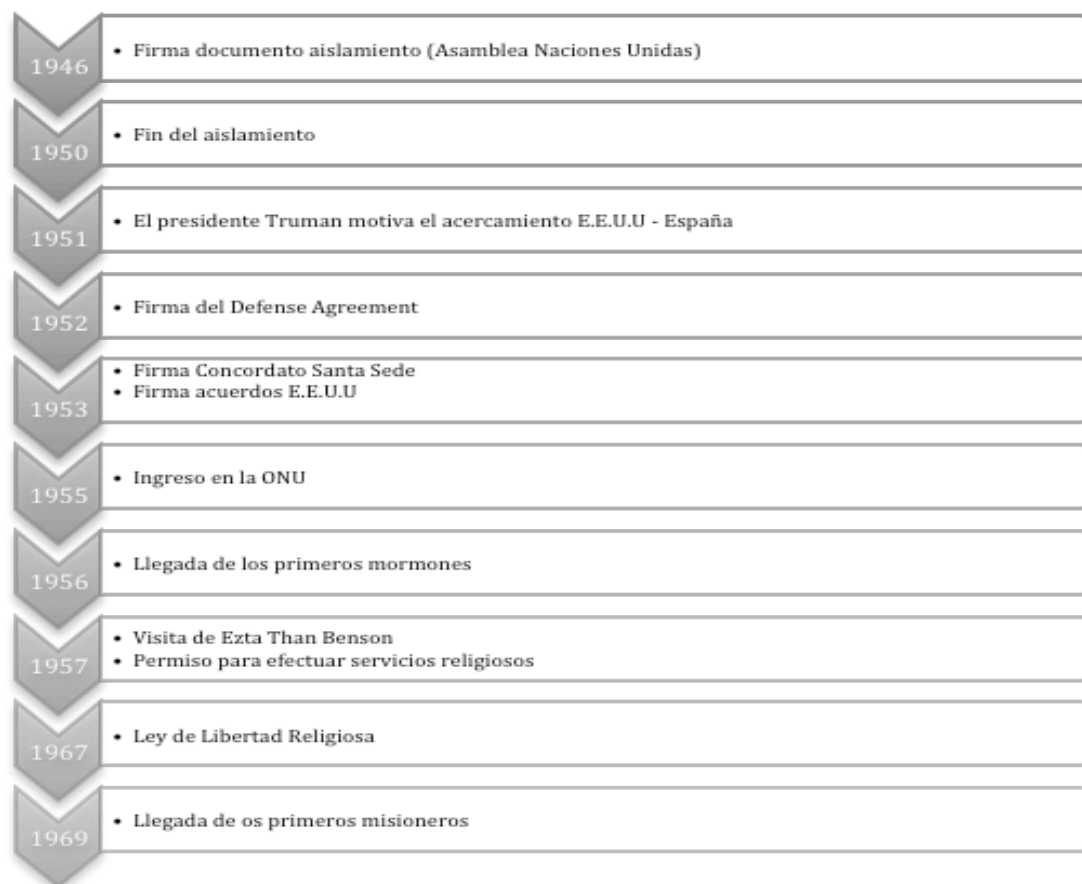 1946
• Firma documento aislamiento (Asamblea Naciones Unidas)
1950
• Fin del aislamiento
1951
• El presidente Truman motiva el acercamiento E.E.U.U - España
1952
• Firma del Defense Agreement
1953
• Firma Concordato Santa Sede
• Firma acuerdos E.E.U.U
1955
• Ingreso en la ONU
1956
• Llegada de los primeros mormones
1957
• Visita de Ezta Than Benson
• Permiso para efectuar servicios religiosos
1967
• Ley de Libertad Religiosa
1969
• Llegada de os primeros misioneros